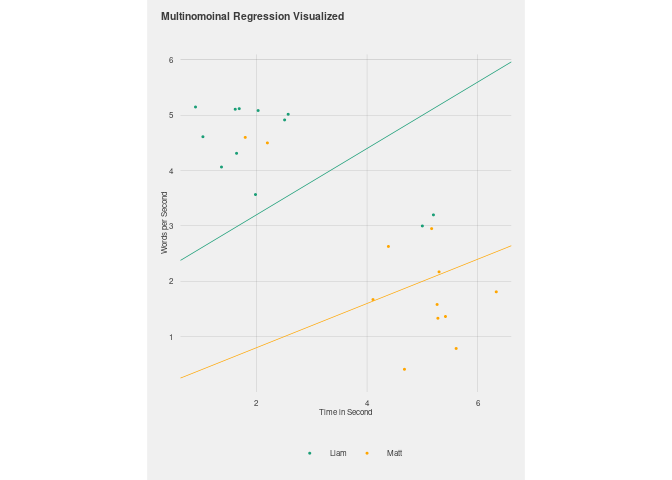 Multinomoinal Regression Visualized
6
5
4
3
2
1
Words per Second
2 4 6
Time in Second
Liam Matt